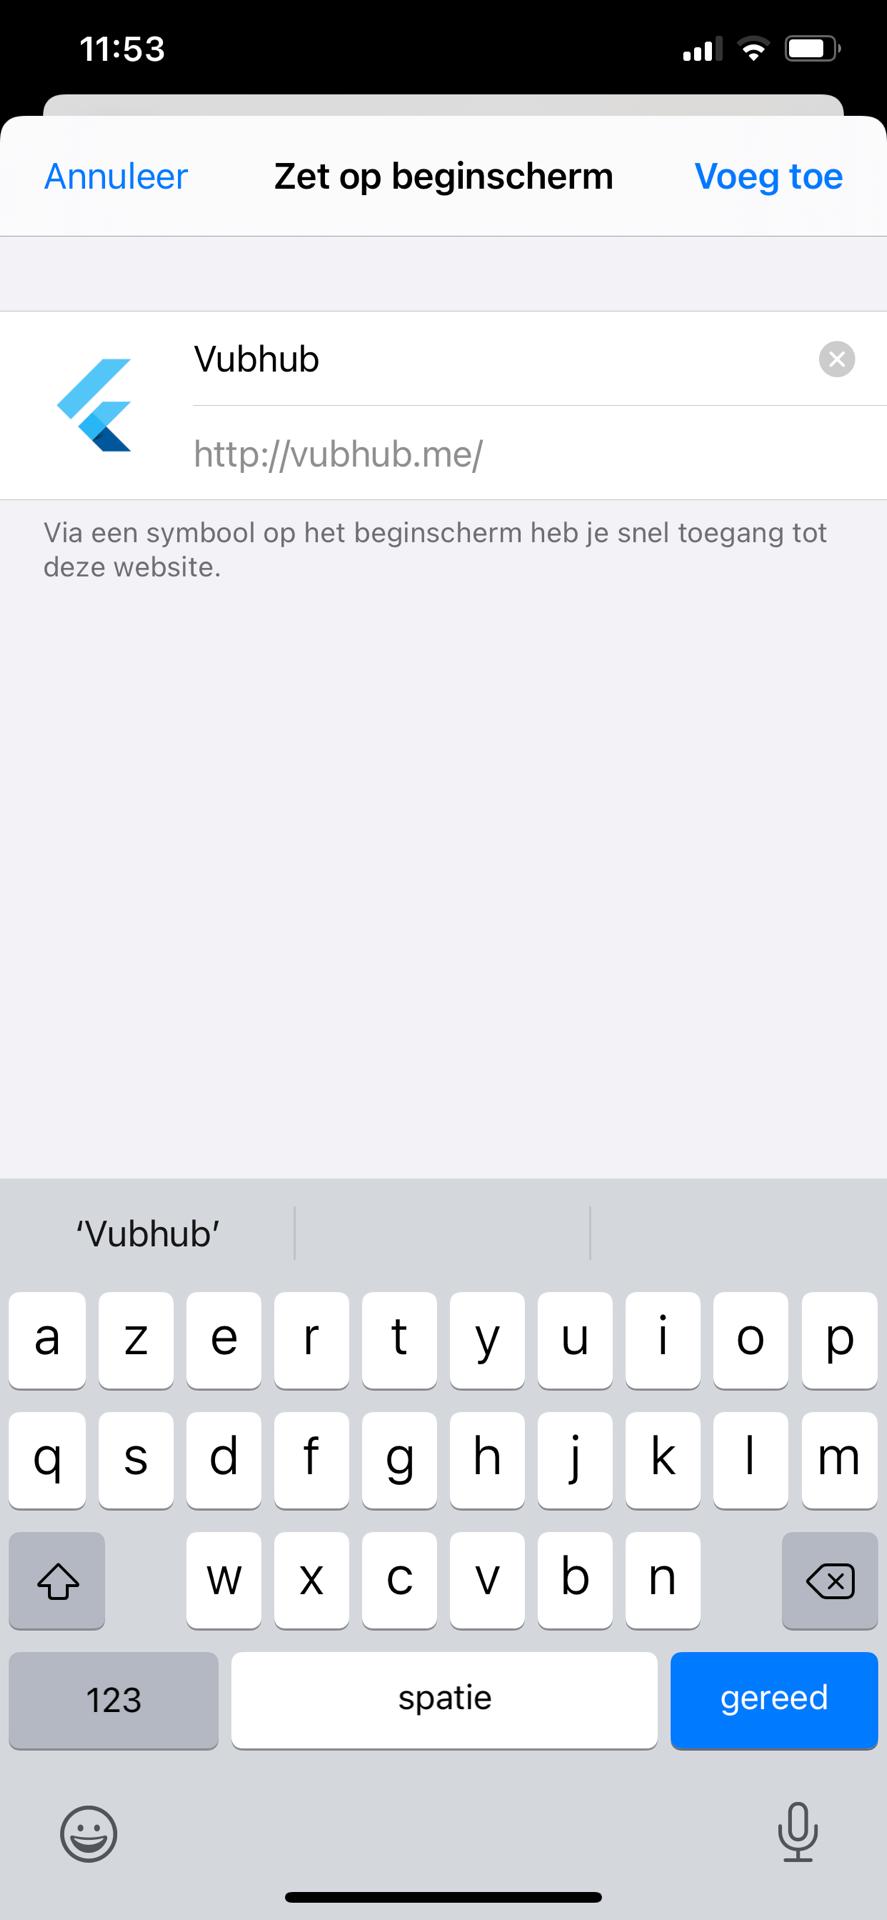 11:53
Annuleer Zet op beginscherm Voeg toe
Vubhub
http://vubhub.me/
Via een symbool op het beginscherm heb je snel toegang tot
deze website.
‘Vubhub’
a z e r t y u i o p
q s d f g h j k l m
w x c v b n
123 spatie gereed